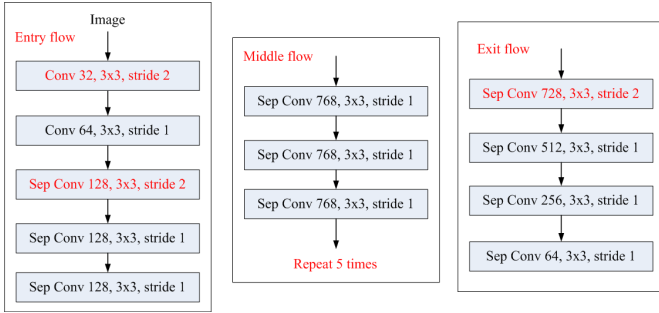 Image
Entry flow
Conv 32, 3x3, stride 2
Conv 64, 3x3, stride 1
Sep Conv 128, 3x3, stride 2
Sep Conv 128, 3x3, stride 1
Sep Conv 128, 3x3, stride 1
Middle flow
Sep Conv 768, 3x3, stride 1
Sep Conv 768, 3x3, stride 1
Sep Conv 768, 3x3, stride 1
Repeat 5 times
Exit flow
Sep Conv 728, 3x3, stride 2
Sep Conv 512, 3x3, stride 1
Sep Conv 256, 3x3, stride 1
Sep Conv 64, 3x3, stride 1